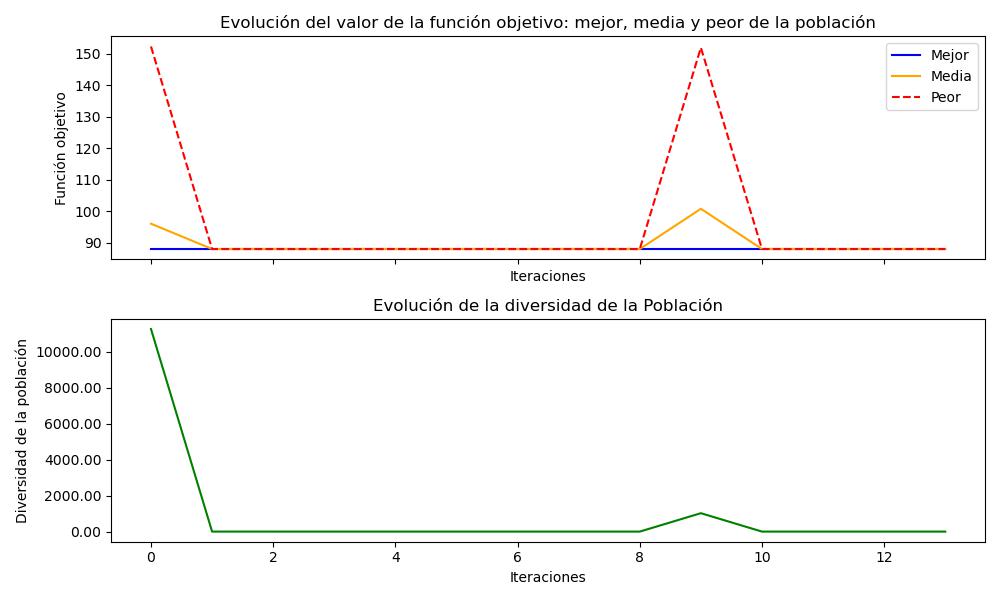 Evolución del valor de la función objetivo: mejor, media y peor de la población
150
140
130
120
110
100
90
Función objetivo
Mejor
Media
Peor
Iteraciones
Evolución de la diversidad de la Población
10000.00
8000.00
6000.00
4000.00
2000.00
0.00
Diversidad de la población
0 2 4 6 8 10 12
Iteraciones